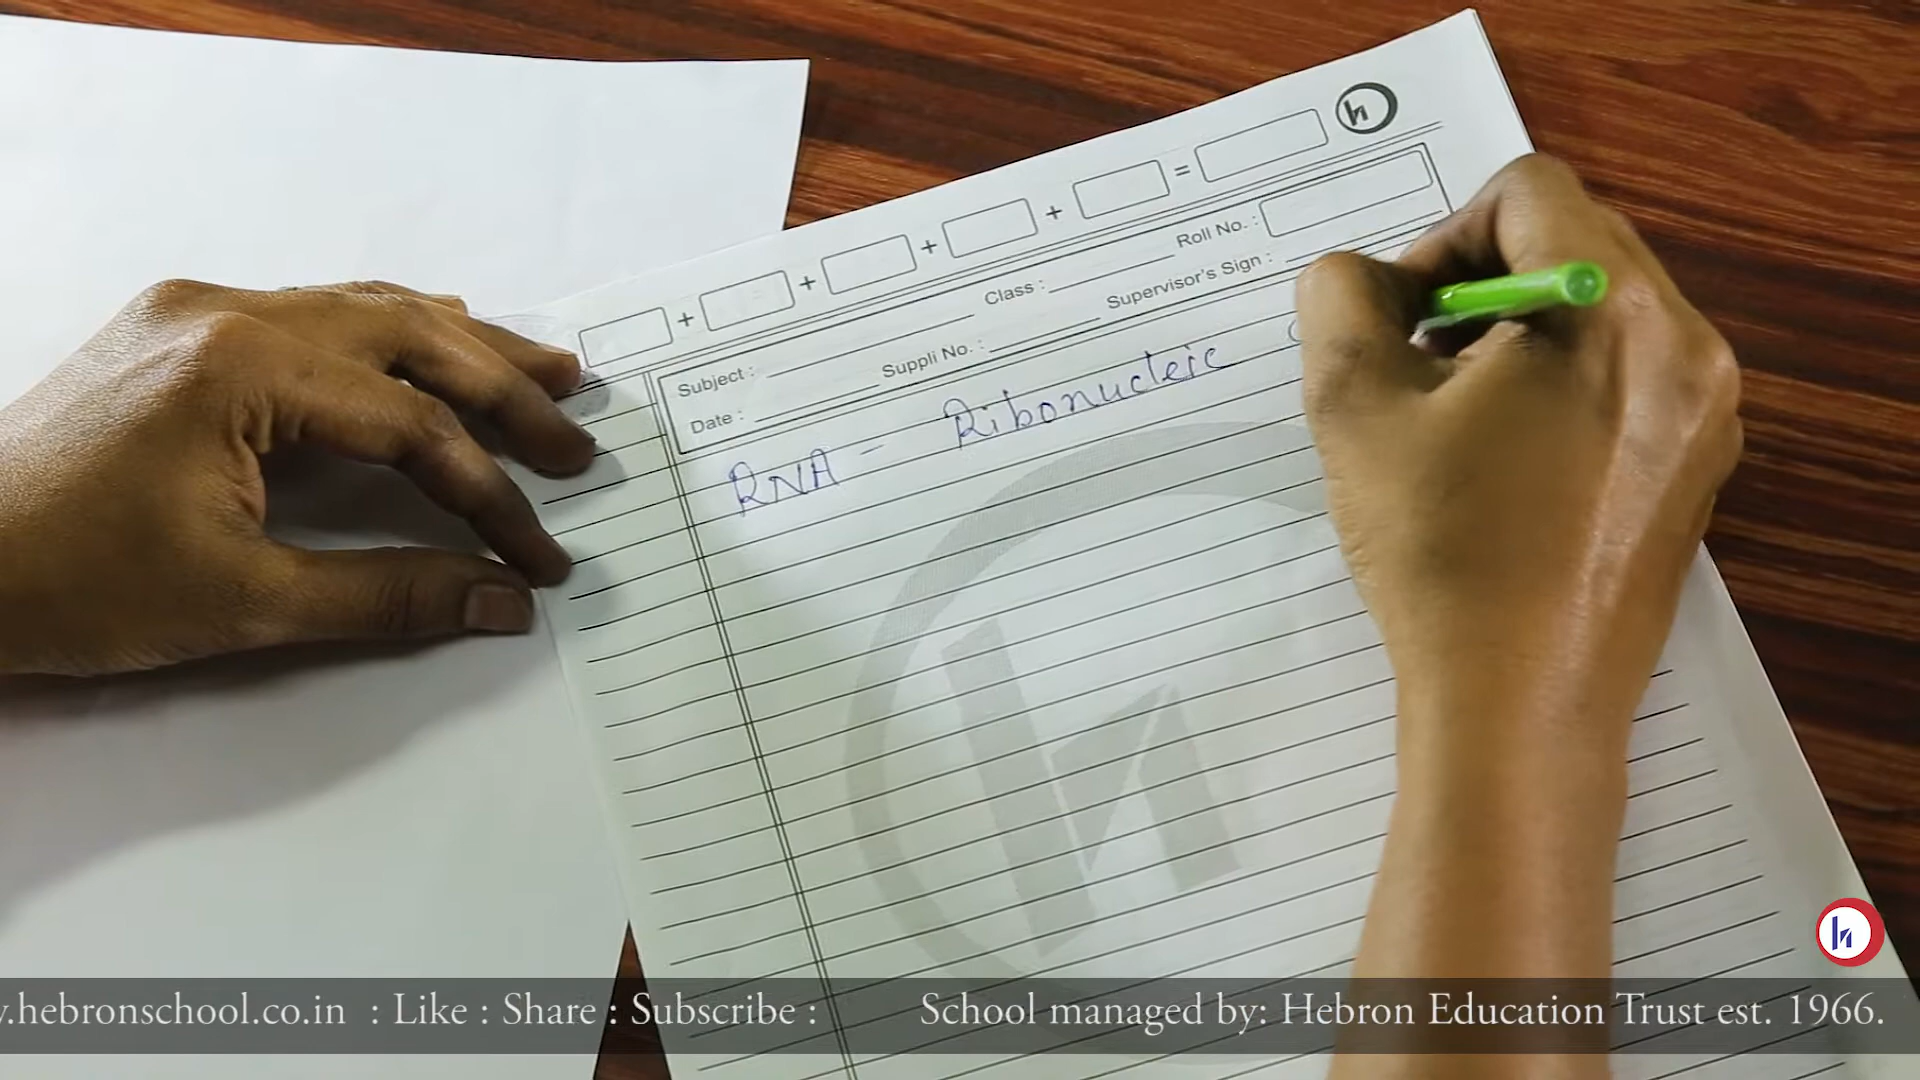 + + + + =
Subject : Class : Roll No. :
Date : Suppli No. : Supervisor's Sign :
RNA - Ribonucleic
.hebronschool.co.in : Like : Share : Subscribe : School managed by: Hebron Education Trust est. 1966.